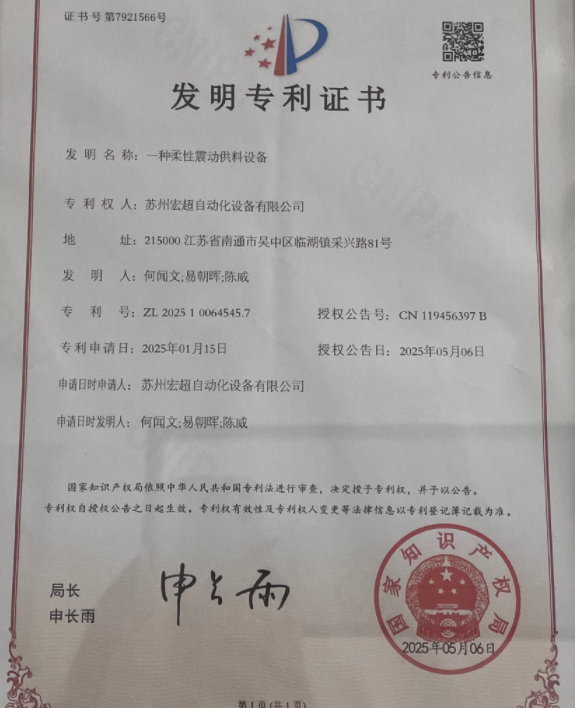 证书号第7921566号
专利公告信息
发明专利证书
发 明 名 称：一种柔性震动供料设备
专 利 权 人：苏州宏超自动化设备有限公司
地 址：215000 江苏省南通市吴中区临湖镇采兴路81号
发 明 人：何闻文;易朝晖;陈威
专 利 号：ZL 2025 1 0064545.7
授权公告号：CN 119456397 B
专利申请日：2025年01月15日
授权公告日：2025年05月06日
申请日时申请人：苏州宏超自动化设备有限公司
申请日时发明人：何闻文;易朝晖;陈威
国家知识产权局依照中华人民共和国专利法进行审查，决定授予专利权，并予以公告。
专利权自授权公告之日起生效。专利权有效性及专利权人变更等法律信息以专利登记簿记载为准。
局长
申长雨
申长雨
国家知识产权局
2025年05月06日
第1页(共1页)